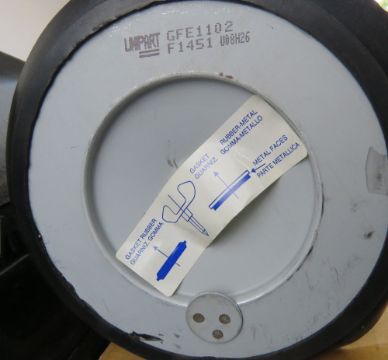 UNIPART GFE1102
F1451 U08H26
RUBBER-METAL
GOMMA-METALLO
GASKET
GUARNIZ.
METAL FACES
PARTE METALLICA
GASKET RUBBER
GUARNIZ. GOMMA